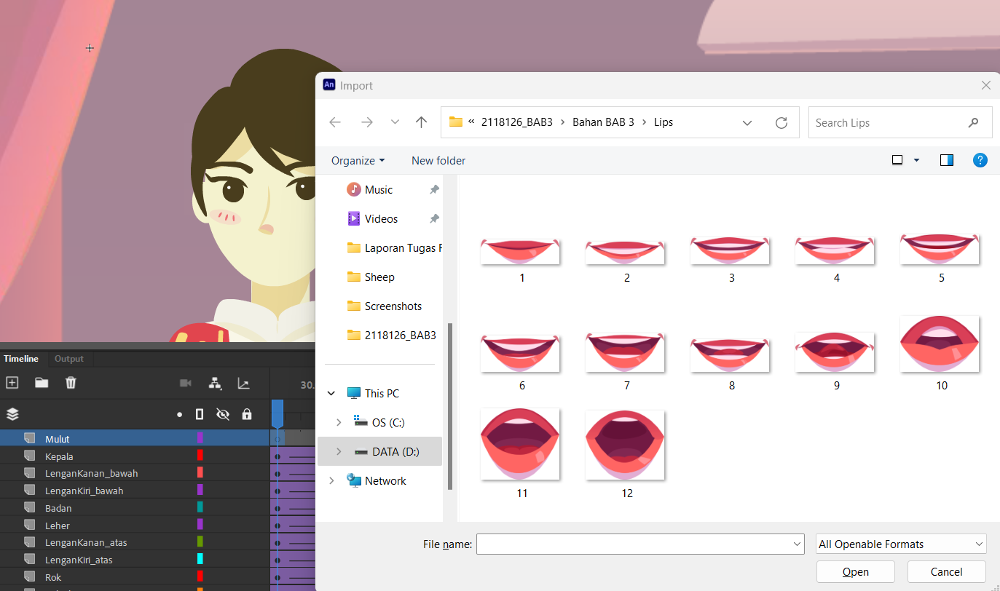 An Import
« 2118126_BAB3 > Bahan BAB 3 > Lips
Search Lips
Organize
New folder
Music
Videos
Laporan Tugas F
Sheep
Screenshots
2118126_BAB3
This PC
OS (C:)
DATA (D:)
Network
1 2 3 4 5
6 7 8 9 10
11 12
File name:
All Openable Formats
Open Cancel
Timeline Output
30.
Mulut
Kepala
LenganKanan_bawah
LenganKiri_bawah
Badan
Leher
LenganKanan_atas
LenganKiri_atas
Rok